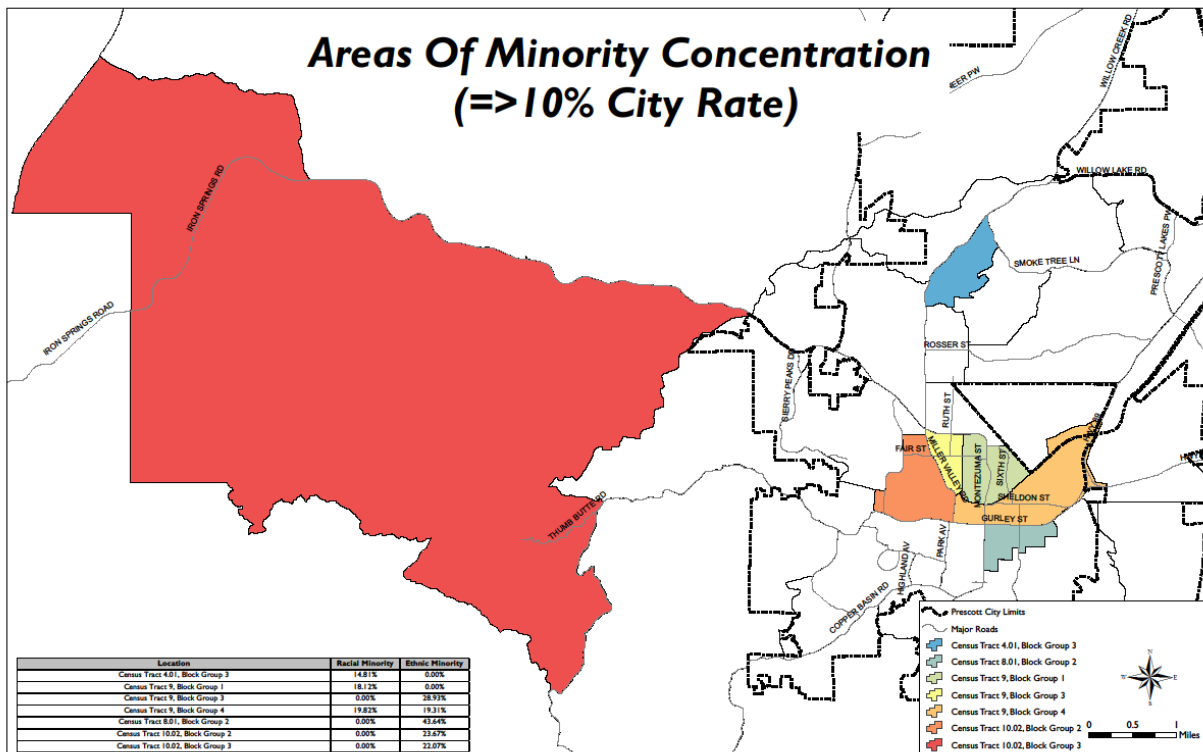 Areas Of Minority Concentration
(=>10% City Rate)
WILLOW CREEK RD
EER PW
WILLOW LAKE RD
PRESCOTT LAKES PW
SMOKE TREE LN
IRON SPRINGS RD
IRON SPRINGS ROAD
ROSSER ST
SIERRY PEAKS DR
RUTH ST
FAIR ST
MILLER VALLEY RD
MONTEZUMA ST
SIXTH ST
SHELDON ST
GURLEY ST
THUMB BUTTE RD
PARK AV
HIGHLAND AV
COPPER BASIN RD
Prescott City Limits
Major Roads
Census Tract 4.01, Block Group 3
Census Tract 8.01, Block Group 2
Census Tract 9, Block Group 1
Census Tract 9, Block Group 3
Census Tract 9, Block Group 4
Census Tract 10.02, Block Group 2
Census Tract 10.02, Block Group 3
N
W E
S
0 0.5 1
Miles
Location Racial Minority Ethnic Minority
Census Tract 4.01, Block Group 3 14.81% 0.00%
Census Tract 9, Block Group 1 18.12% 0.00%
Census Tract 9, Block Group 3 0.00% 28.93%
Census Tract 9, Block Group 4 19.82% 19.31%
Census Tract 8.01, Block Group 2 0.00% 43.64%
Census Tract 10.02, Block Group 2 0.00% 23.67%
Census Tract 10.02, Block Group 3 0.00% 22.07%